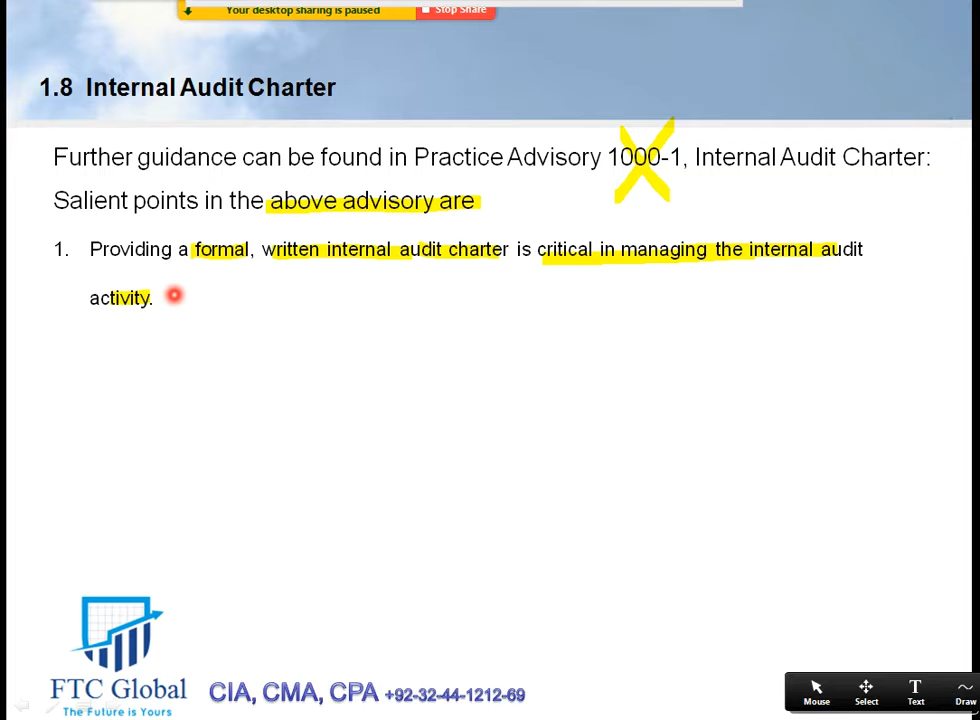 Your desktop sharing is paused Stop Share
1.8 Internal Audit Charter
Further guidance can be found in Practice Advisory 1000-1, Internal Audit Charter:
Salient points in the above advisory are
1. Providing a formal, written internal audit charter is critical in managing the internal audit
activity.
FTC Global
The Future is Yours
CIA, CMA, CPA +92-32-44-1212-69
Mouse Select Text Draw